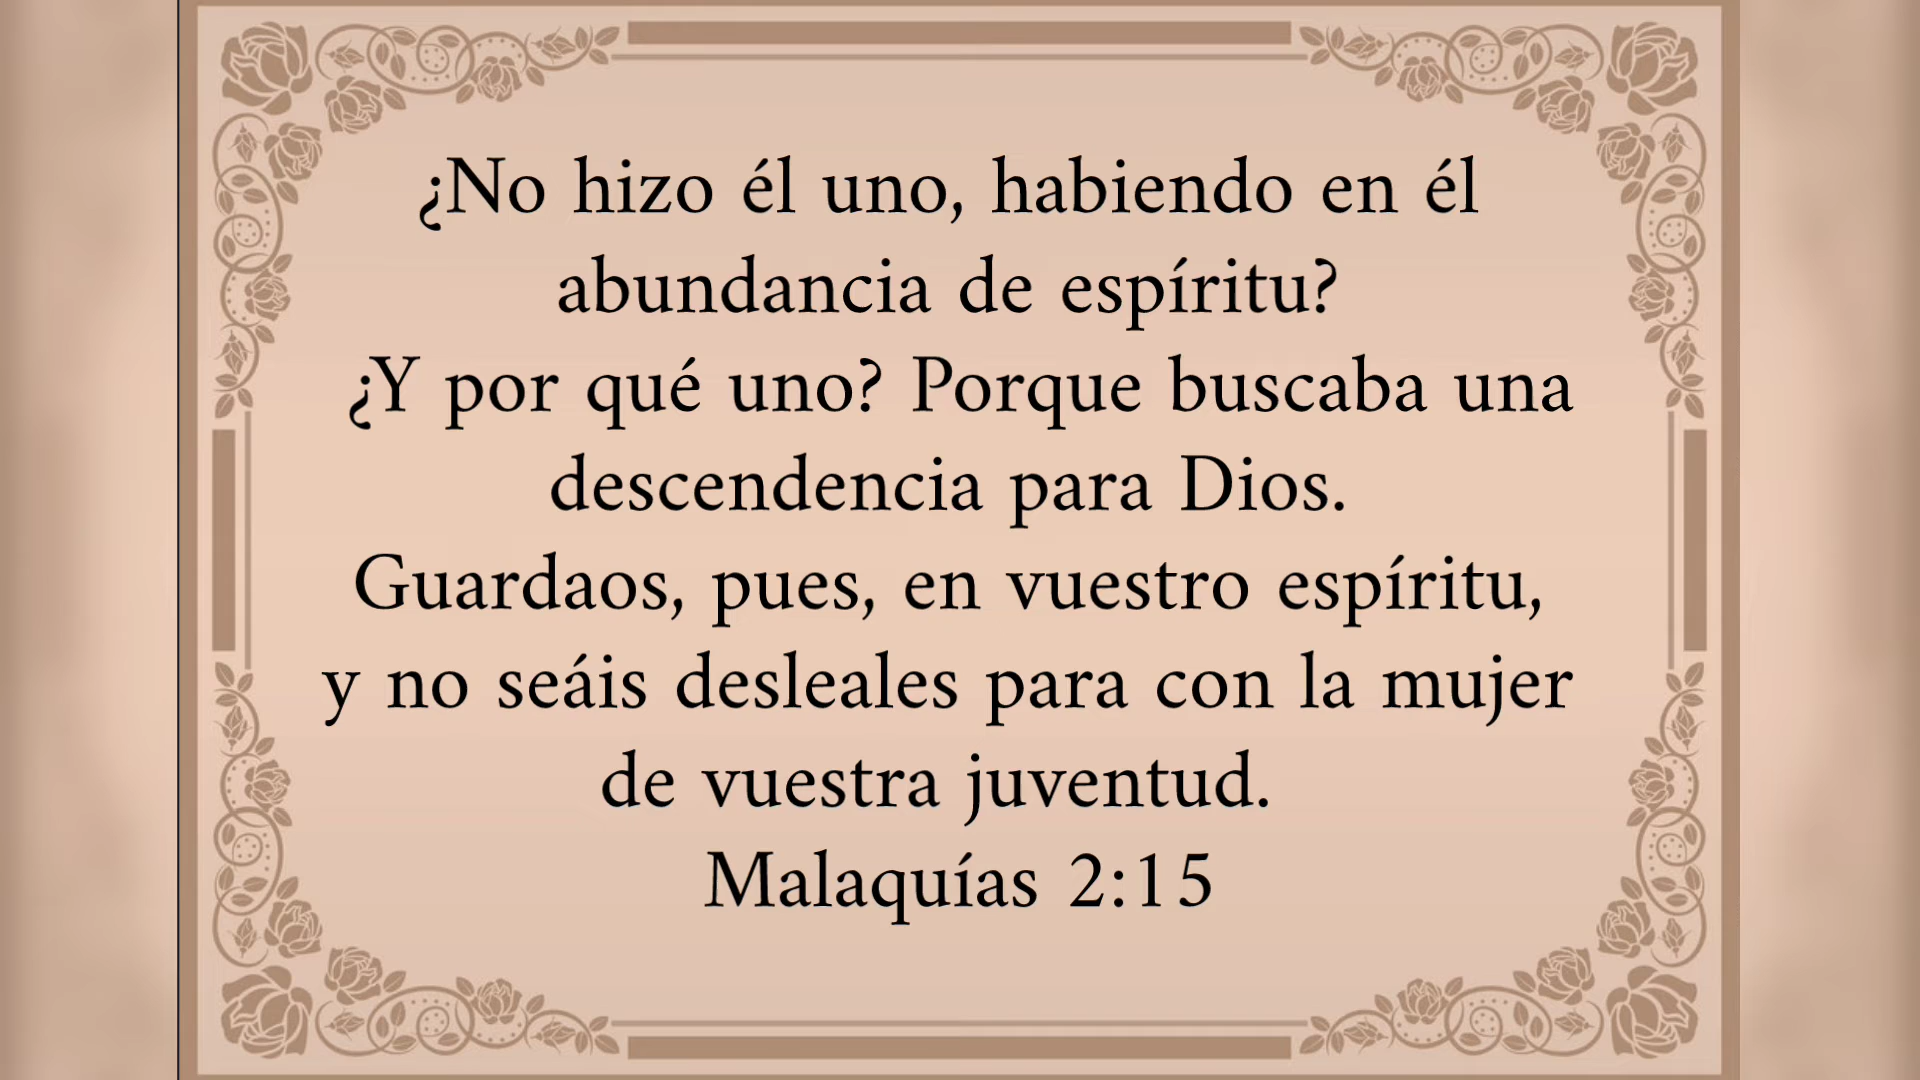 ¿No hizo él uno, habiendo en él
abundancia de espíritu?
¿Y por qué uno? Porque buscaba una
descendencia para Dios.
Guardaos, pues, en vuestro espíritu,
y no seáis desleales para con la mujer
de vuestra juventud.
Malaquías 2:15